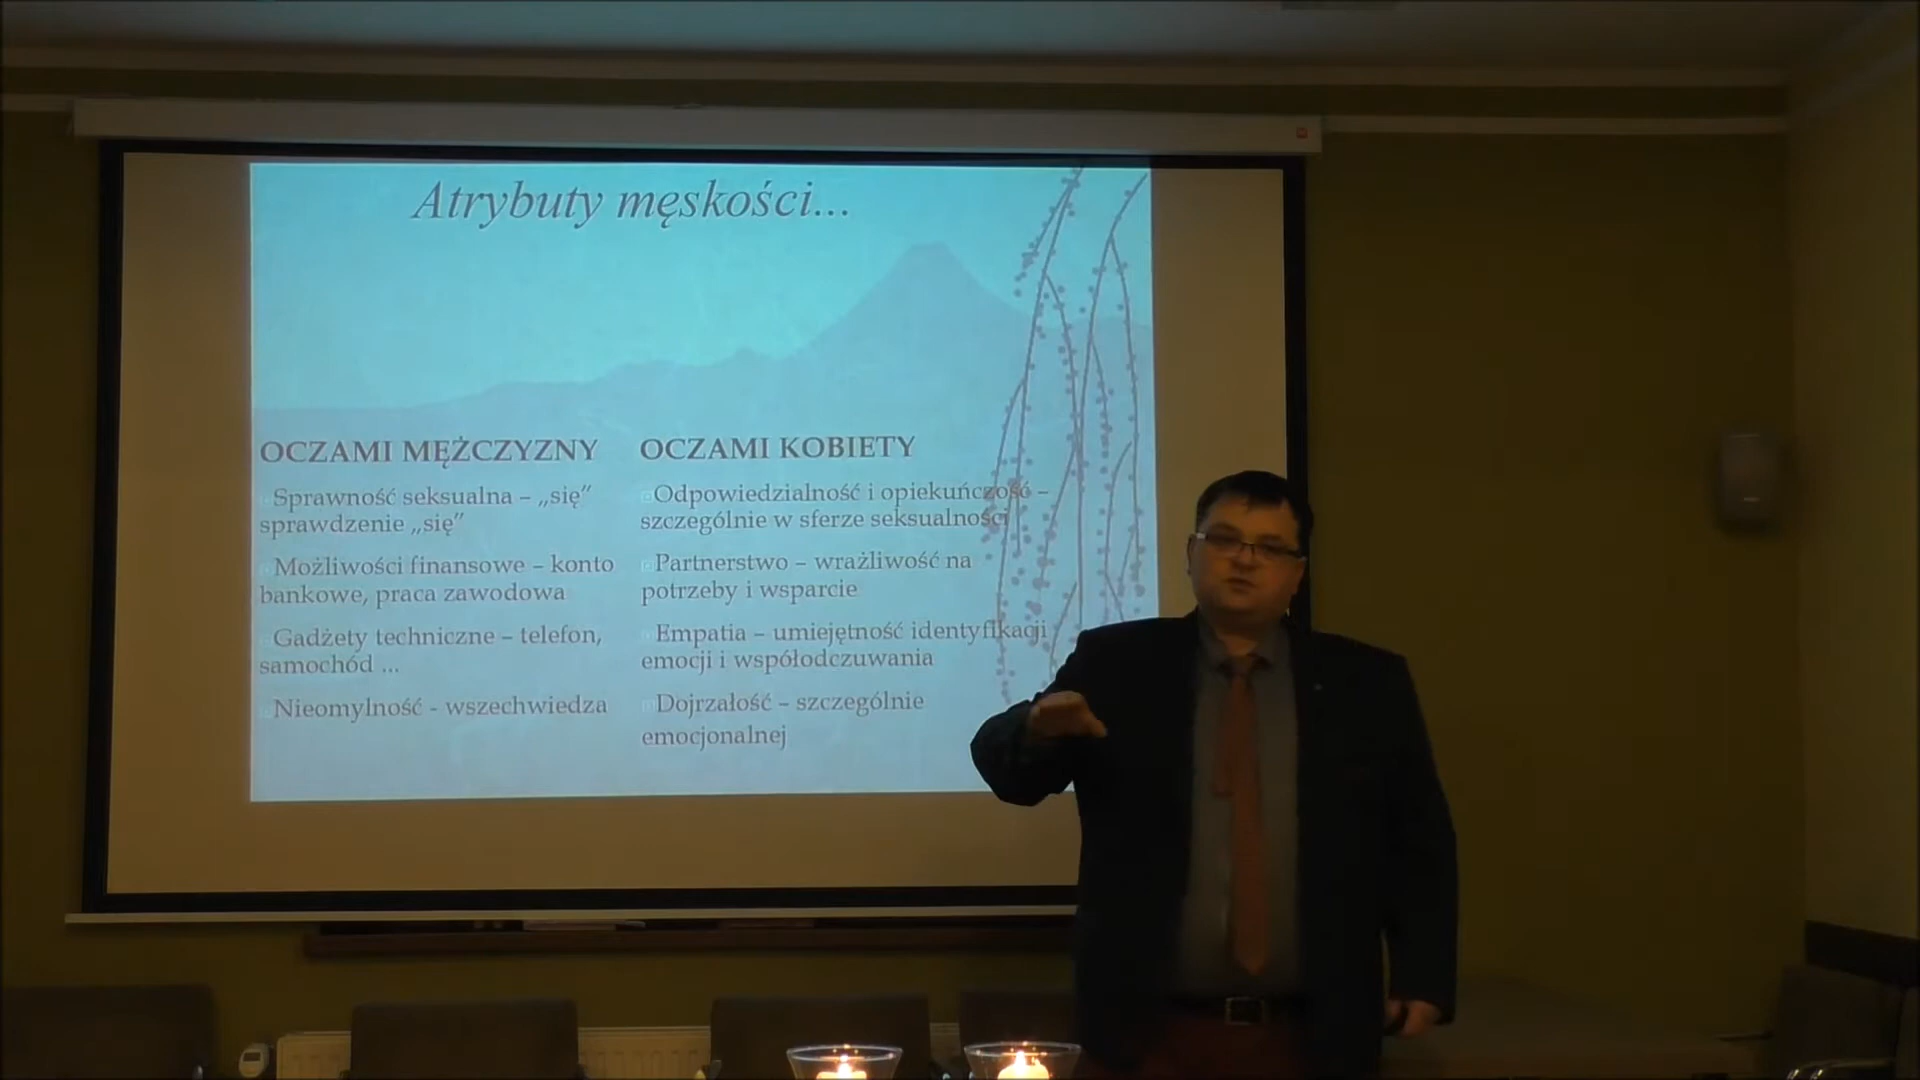 Atrybuty męskości...
OCZAMI MĘŻCZYZNY
Sprawność seksualna – „się”
sprawdzenie „się”
Możliwości finansowe – konto
bankowe, praca zawodowa
Gadżety techniczne – telefon,
samochód ...
Nieomylność - wszechwiedza
OCZAMI KOBIETY
Odpowiedzialność i opiekuńczość –
szczególnie w sferze seksualności
Partnerstwo – wrażliwość na
potrzeby i wsparcie
Empatia – umiejętność identyfikacji
emocji i współodczuwania
Dojrzałość – szczególnie
emocjonalnej